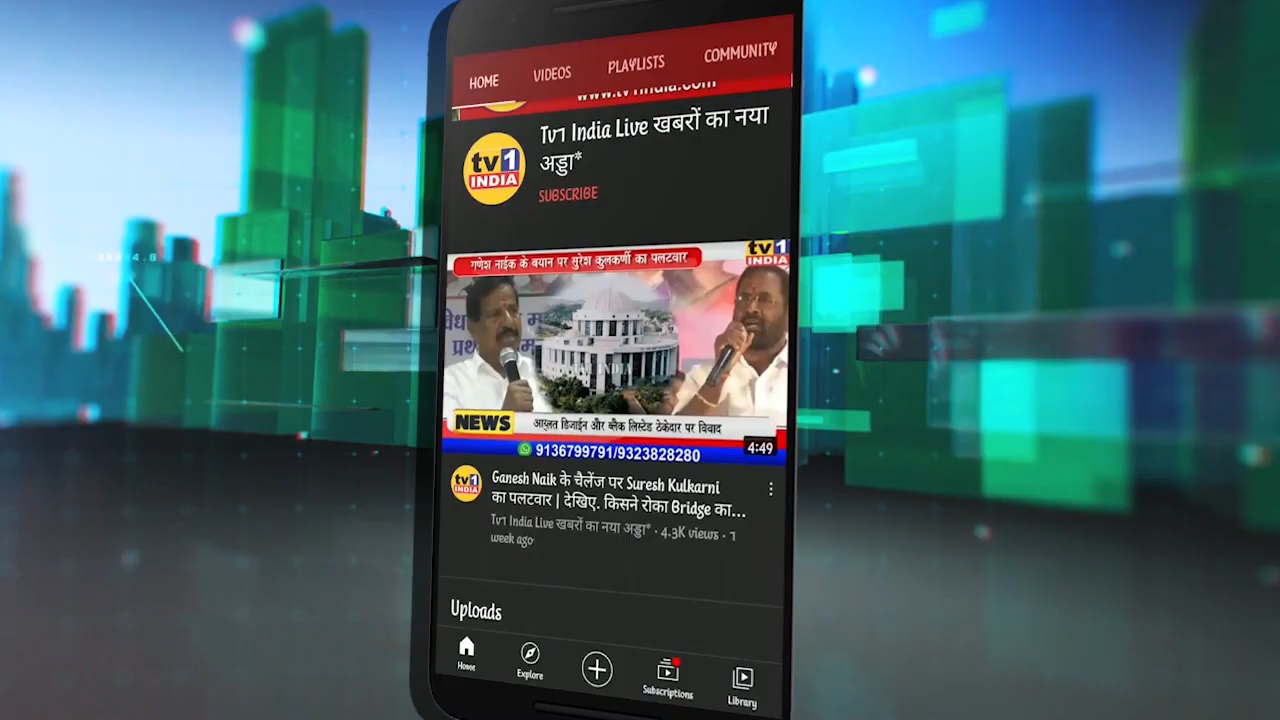 HOME VIDEOS PLAYLISTS COMMUNITY
www.tv1india.com
tv1
INDIA
Tv1 India Live खबरों का नया
अड्डा*
SUBSCRIBE
गणेश नाईक के बयान पर सुरेश कुलकर्णी का पलटवार
tv1
INDIA
NEWS
आयुक्त डिजाईन और ब्लैक लिस्टेड ठेकेदार पर विवाद
9136799791/9323828280
4:49
tv1
INDIA
Ganesh Naik के चैलेंज पर Suresh Kulkarni
का पलटवार | देखिए. किसने रोका Bridge का...
Tv1 India Live खबरों का नया अड्डा* · 4.3K views · 1
week ago
Uploads
Home Explore Subscriptions Library